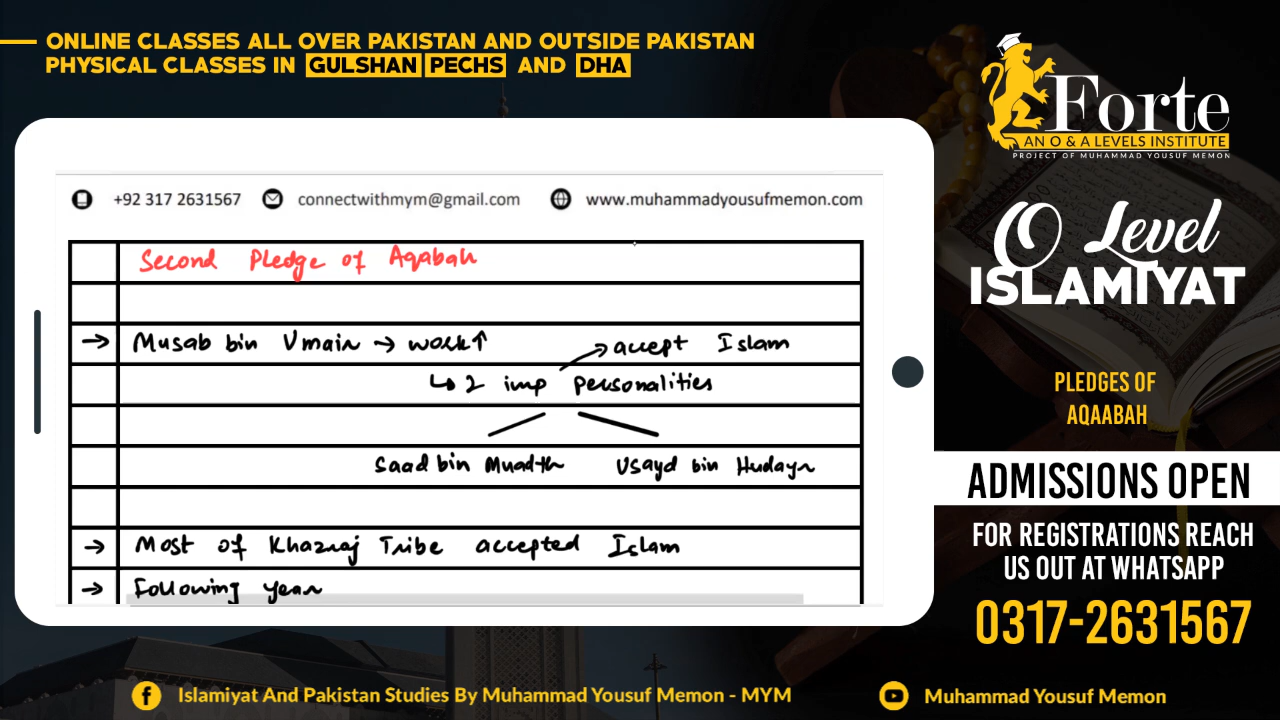 ONLINE CLASSES ALL OVER PAKISTAN AND OUTSIDE PAKISTAN
PHYSICAL CLASSES IN GULSHAN PECHS AND DHA
Forte
AN O & A LEVELS INSTITUTE
PROJECT OF MUHAMMAD YOUSUF MEMON
+92 317 2631567 connectwithmym@gmail.com www.muhammadyousufmemon.com
Second Pledge of Aqabah
→ Musab bin Umair → work↑ → accept Islam
↳ 2 imp personalities
Saad bin Muadth Usayd bin Hudayr
→ Most of Khazraj Tribe accepted Islam
→ Following year
O Level
ISLAMIYAT
PLEDGES OF
AQAABAH
ADMISSIONS OPEN
FOR REGISTRATIONS REACH
US OUT AT WHATSAPP
0317-2631567
Islamiyat And Pakistan Studies By Muhammad Yousuf Memon - MYM
Muhammad Yousuf Memon